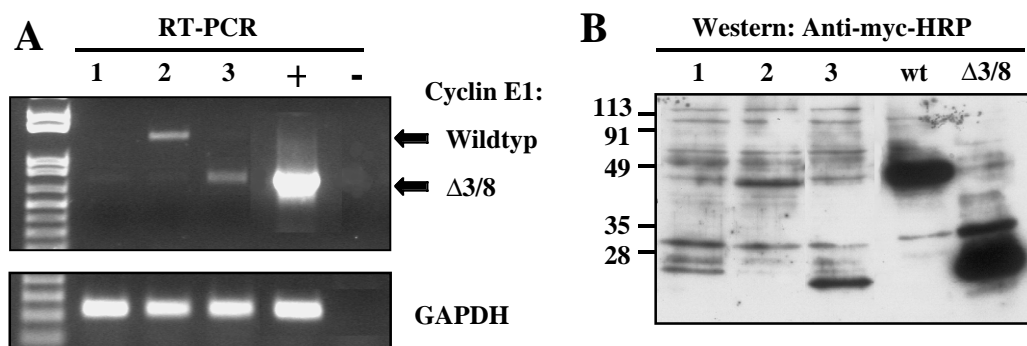 A
RT-PCR
1 2 3 + -
Cyclin E1:
Wildtyp
Δ3/8
GAPDH
B
Western: Anti-myc-HRP
1 2 3 wt Δ3/8
113
91
49
35
28